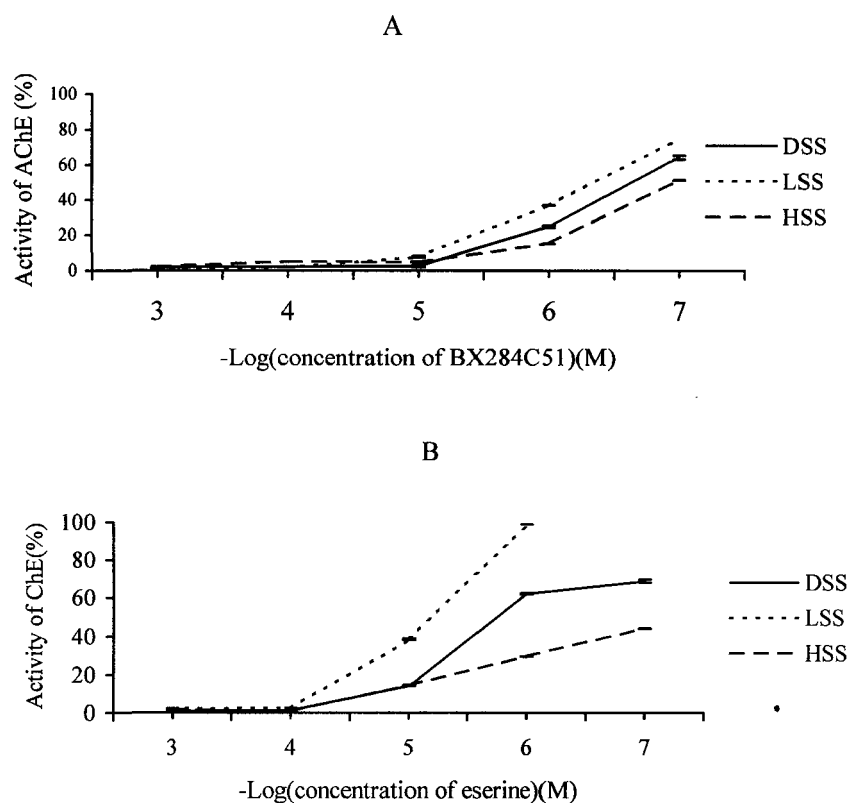 A
Activity of AChE (%)
100
80
60
40
20
0
3 4 5 6 7
-Log(concentration of BX284C51)(M)
DSS
LSS
HSS
B
Activity of ChE(%)
100
80
60
40
20
0
3 4 5 6 7
-Log(concentration of eserine)(M)
DSS
LSS
HSS